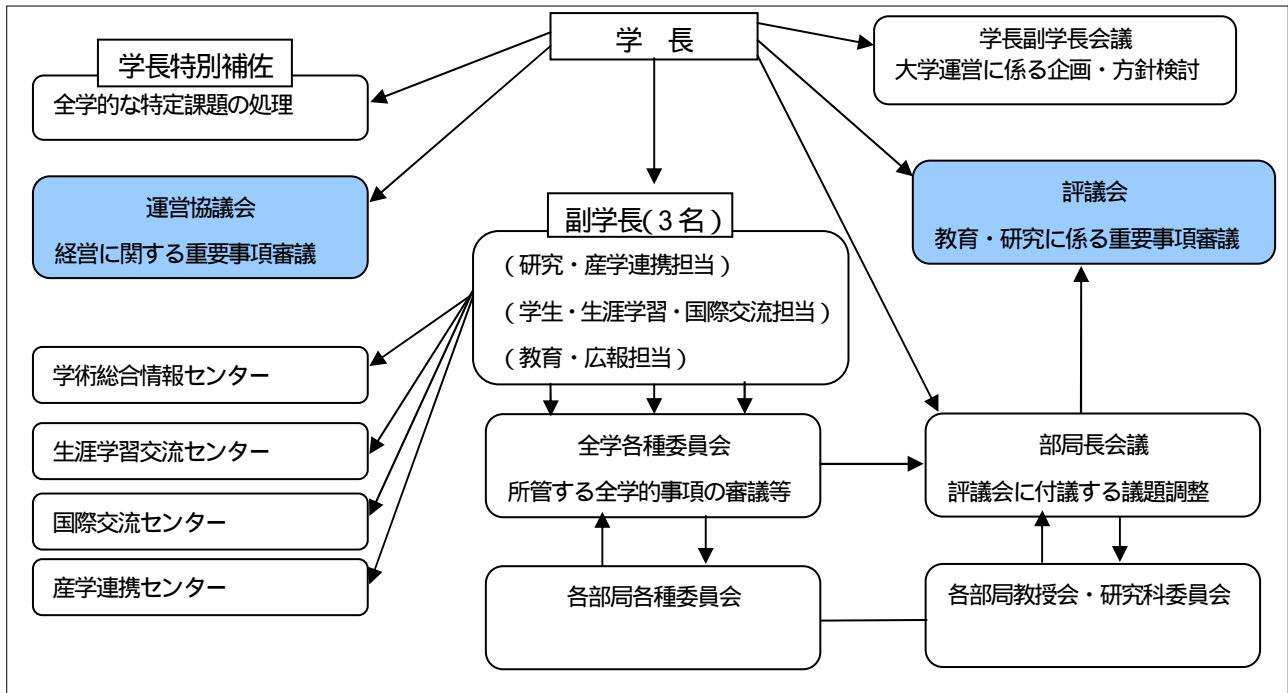 学　長
学長副学長会議
大学運営に係る企画・方針検討
学長特別補佐
全学的な特定課題の処理
運営協議会
経営に関する重要事項審議
評議会
教育・研究に係る重要事項審議
副学長(３名)
(研究・産学連携担当)
(学生・生涯学習・国際交流担当)
(教育・広報担当)
学術総合情報センター
生涯学習交流センター
国際交流センター
産学連携センター
全学各種委員会
所管する全学的事項の審議等
部局長会議
評議会に付議する議題調整
各部局各種委員会
各部局教授会・研究科委員会